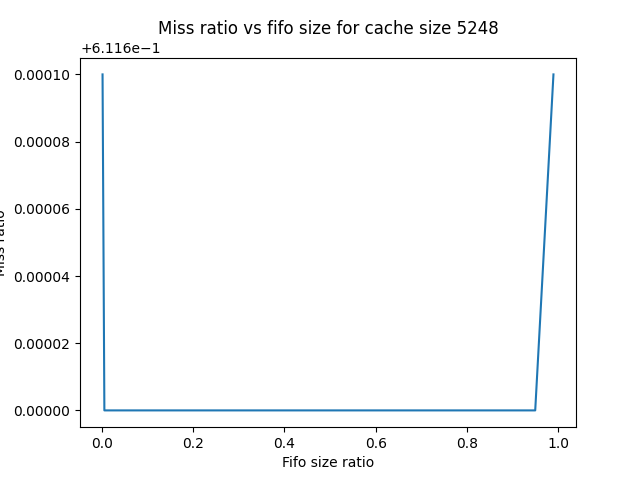 Miss ratio vs fifo size for cache size 5248
+6.116e−1
0.00010
0.00008
0.00006
0.00004
0.00002
0.00000
Miss ratio
0.0 0.2 0.4 0.6 0.8 1.0
Fifo size ratio